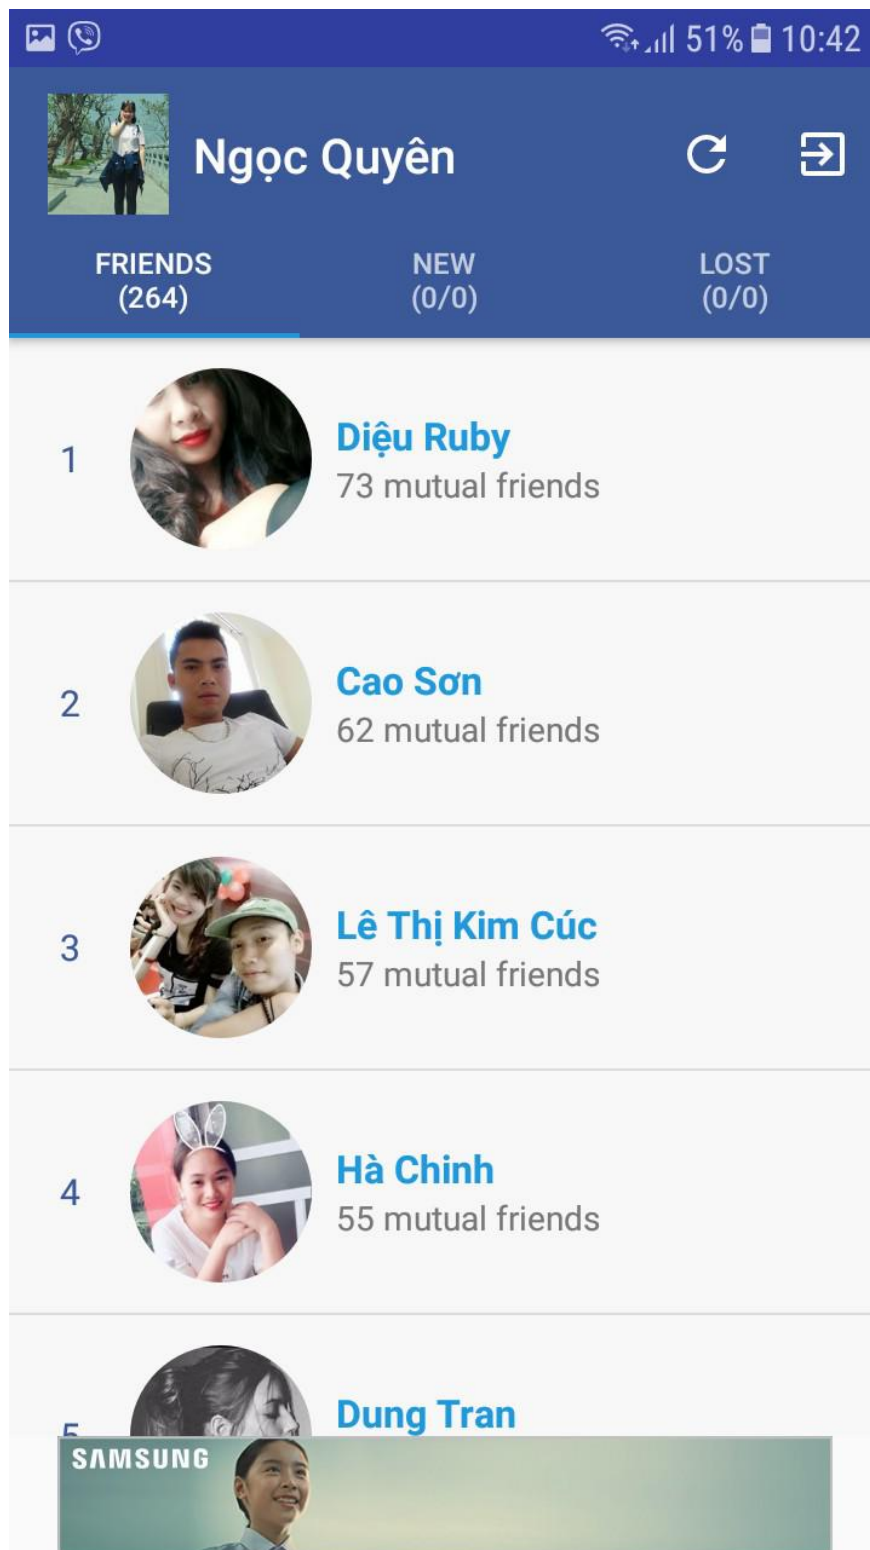 51% 10:42
Ngọc Quyên
FRIENDS
(264)
NEW
(0/0)
LOST
(0/0)
1
Diệu Ruby
73 mutual friends
2
Cao Sơn
62 mutual friends
3
Lê Thị Kim Cúc
57 mutual friends
4
Hà Chinh
55 mutual friends
5
Dung Tran
SAMSUNG